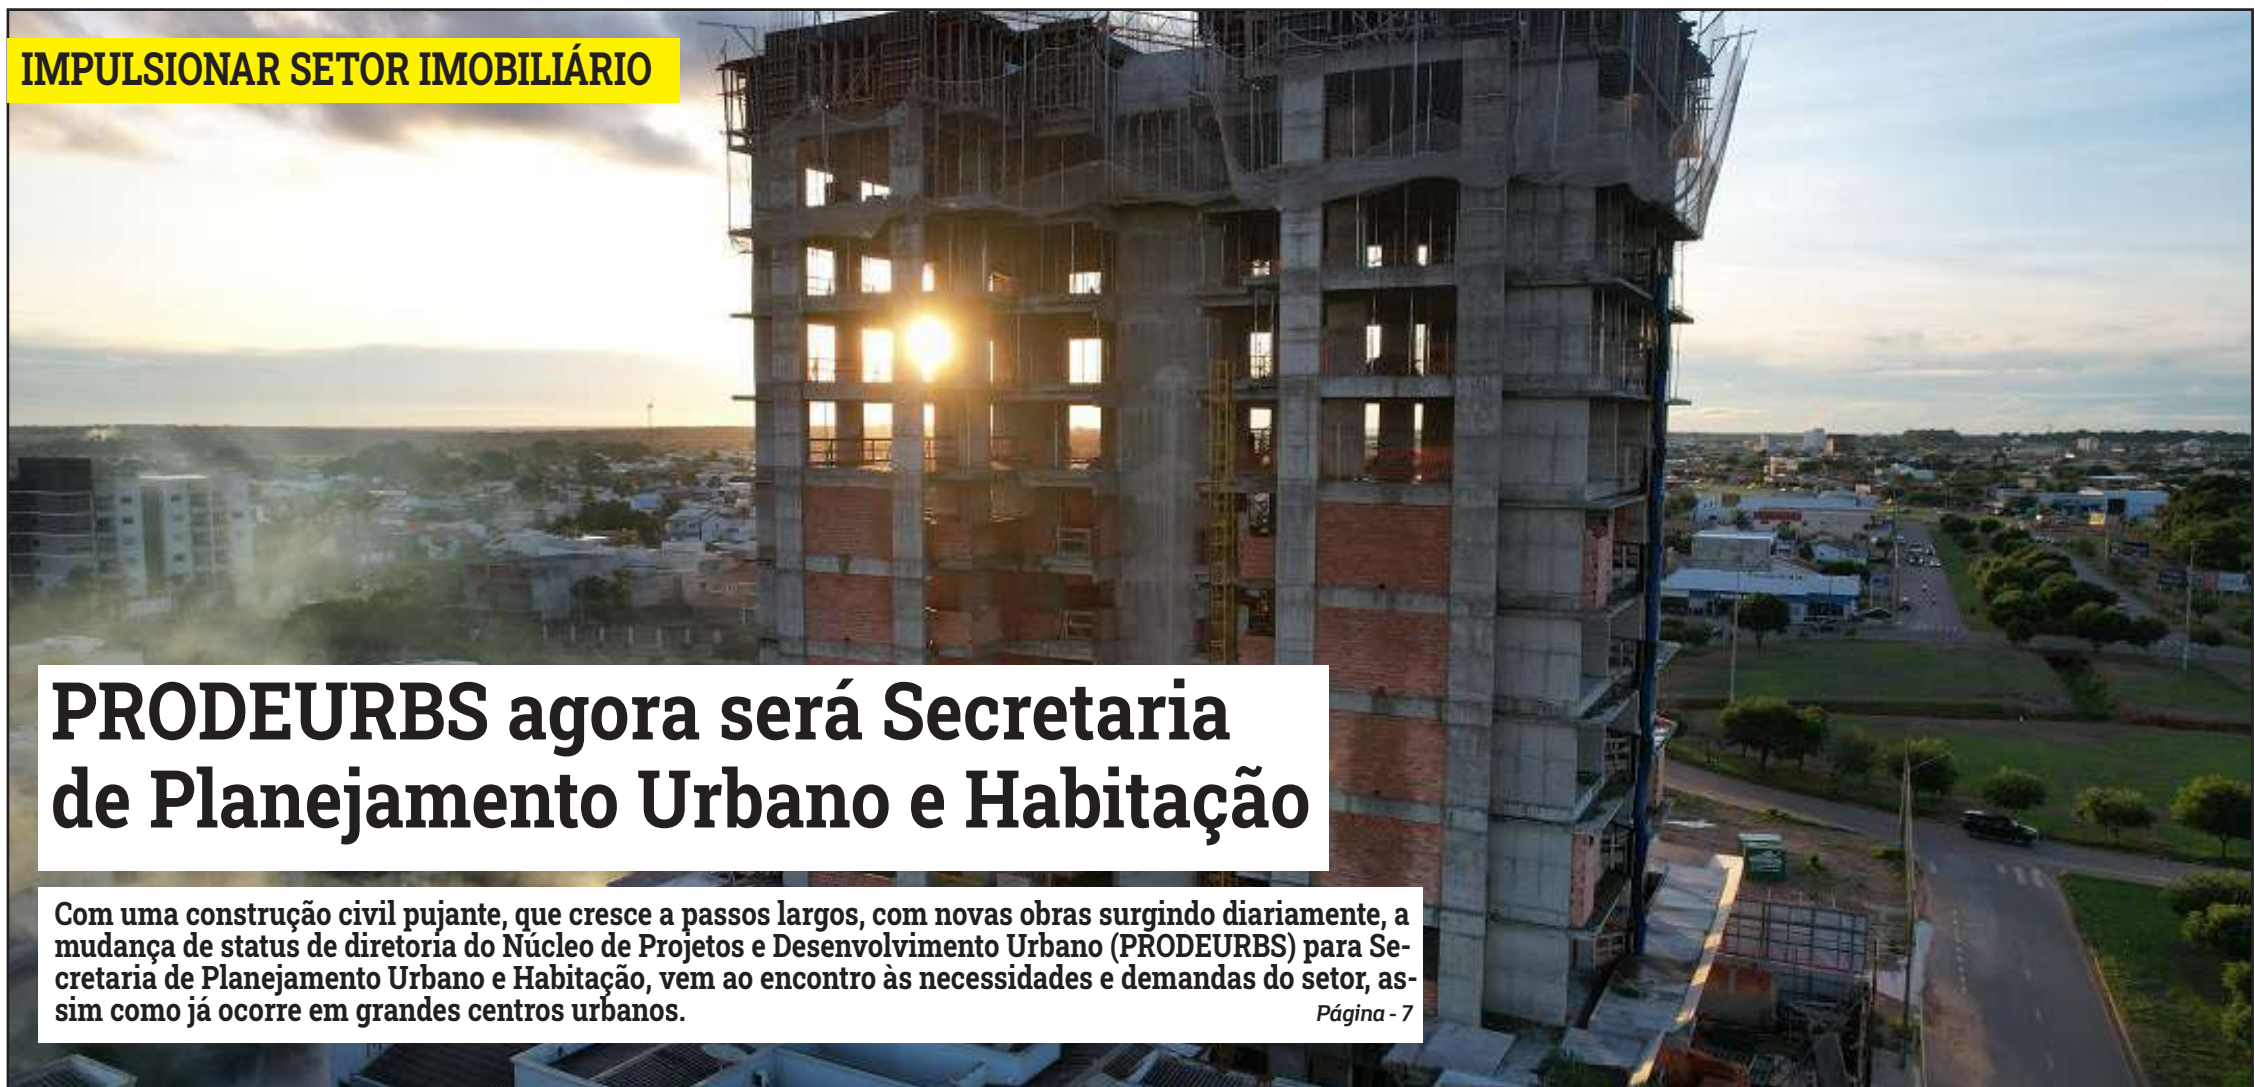 IMPULSIONAR SETOR IMOBILIÁRIO
PRODEURBS agora será Secretaria
de Planejamento Urbano e Habitação
Com uma construção civil pujante, que cresce a passos largos, com novas obras surgindo diariamente, a
mudança de status de diretoria do Núcleo de Projetos e Desenvolvimento Urbano (PRODEURBS) para Se-
cretaria de Planejamento Urbano e Habitação, vem ao encontro às necessidades e demandas do setor, as-
sim como já ocorre em grandes centros urbanos.
Página - 7